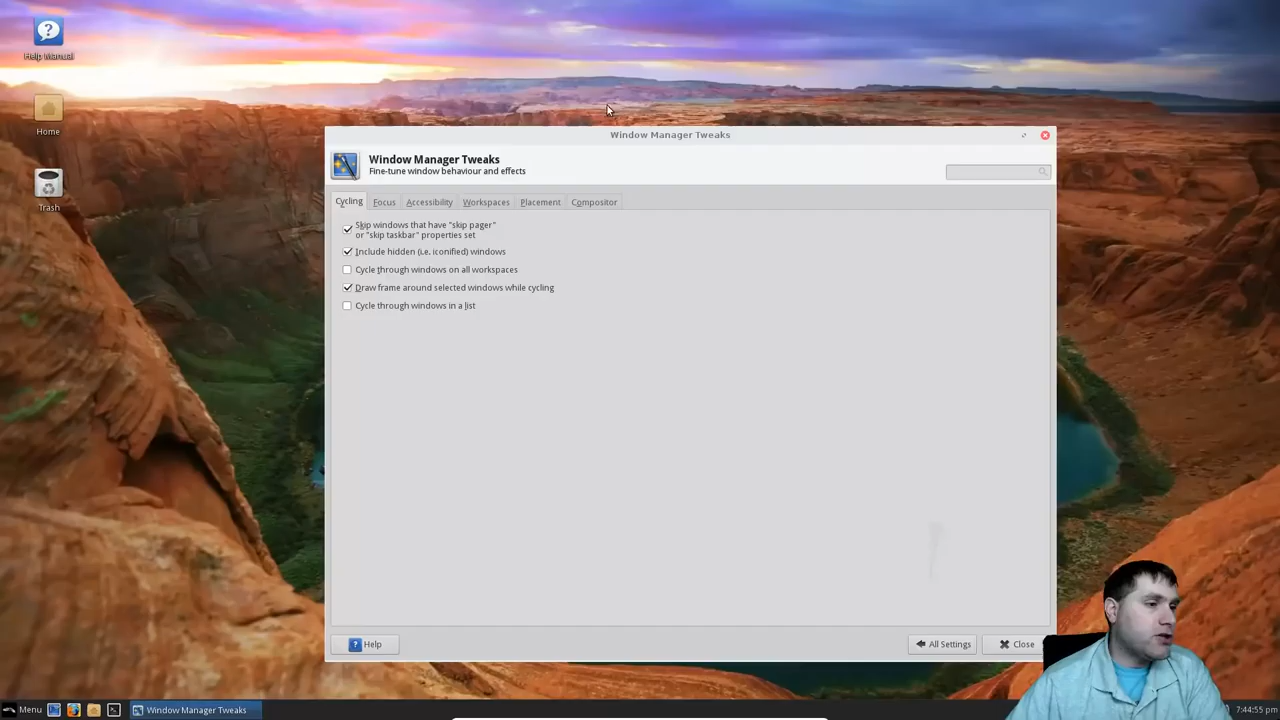 Help Manual
Home
Trash
Window Manager Tweaks
Window Manager Tweaks
Fine-tune window behaviour and effects
Cycling Focus Accessibility Workspaces Placement Compositor
Skip windows that have "skip pager"
or "skip taskbar" properties set
Include hidden (i.e. iconified) windows
Cycle through windows on all workspaces
Draw frame around selected windows while cycling
Cycle through windows in a list
Help All Settings Close
Menu Window Manager Tweaks 7:44:55 pm